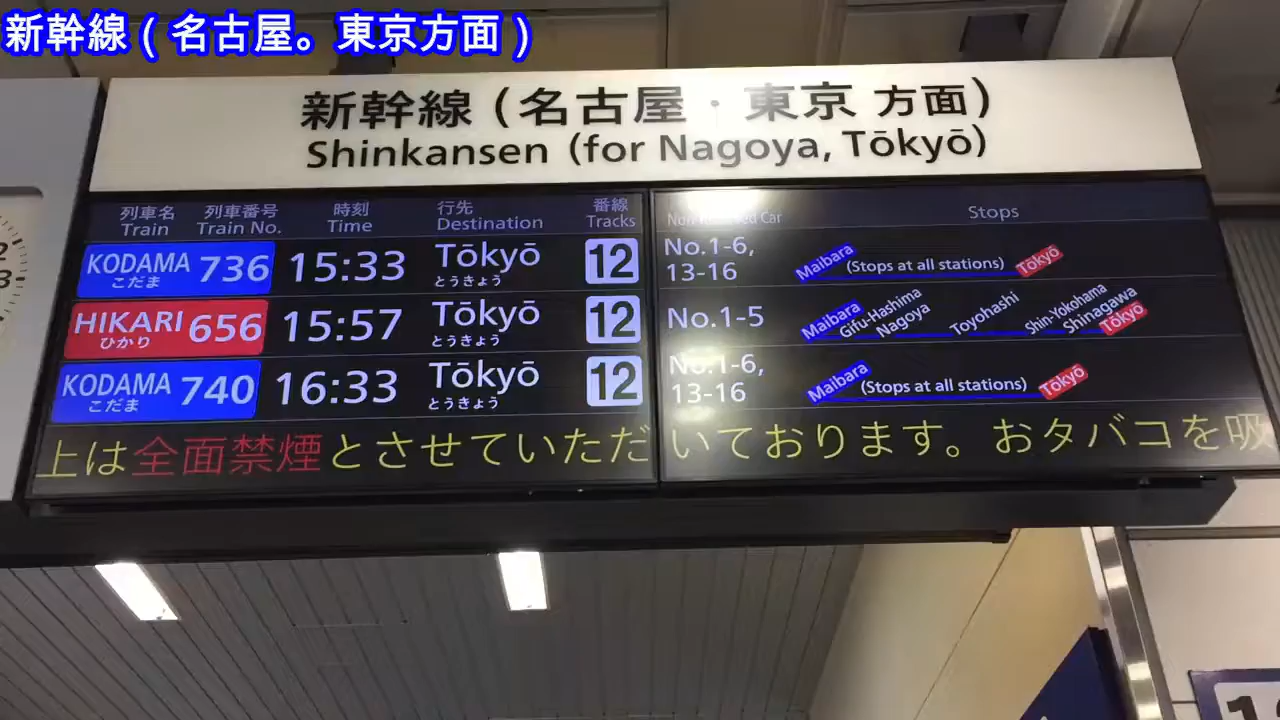 新幹線(名古屋。東京方面)
新幹線(名古屋・東京 方面)
Shinkansen (for Nagoya, Tōkyō)
列車名 列車番号 時刻 行先 番線
Train Train No. Time Destination Tracks Car Stops
KODAMA こだま 736 15:33 Tōkyō とうきょう 12 No.1-6, 13-16 Maibara (Stops at all stations) Tōkyō
HIKARI ひかり 656 15:57 Tōkyō とうきょう 12 No.1-5 Maibara Gifu-Hashima Nagoya Toyohashi Shin-Yokohama Shinagawa Tōkyō
KODAMA こだま 740 16:33 Tōkyō とうきょう 12 No.1-6, 13-16 Maibara (Stops at all stations) Tōkyō
上は全面禁煙とさせていただいております。おタバコを吸
2
3